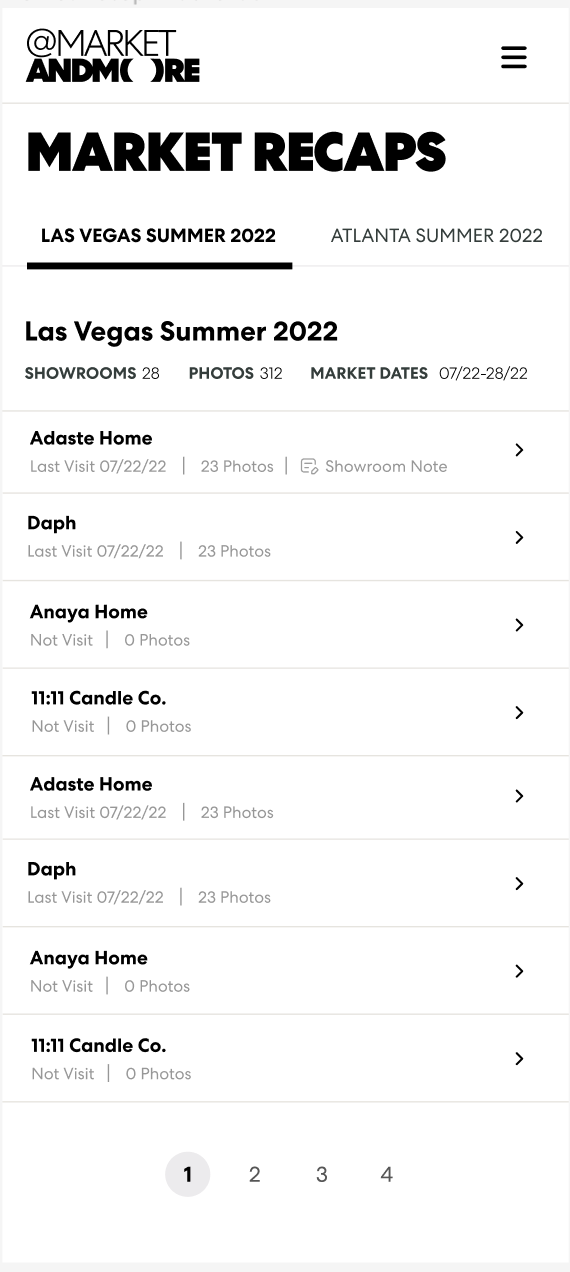 @MARKET
ANDM( )RE
MARKET RECAPS
LAS VEGAS SUMMER 2022 ATLANTA SUMMER 2022
Las Vegas Summer 2022
SHOWROOMS 28 PHOTOS 312 MARKET DATES 07/22-28/22
Adaste Home
Last Visit 07/22/22 | 23 Photos | Showroom Note
Daph
Last Visit 07/22/22 | 23 Photos
Anaya Home
Not Visit | 0 Photos
11:11 Candle Co.
Not Visit | 0 Photos
Adaste Home
Last Visit 07/22/22 | 23 Photos
Daph
Last Visit 07/22/22 | 23 Photos
Anaya Home
Not Visit | 0 Photos
11:11 Candle Co.
Not Visit | 0 Photos
1 2 3 4